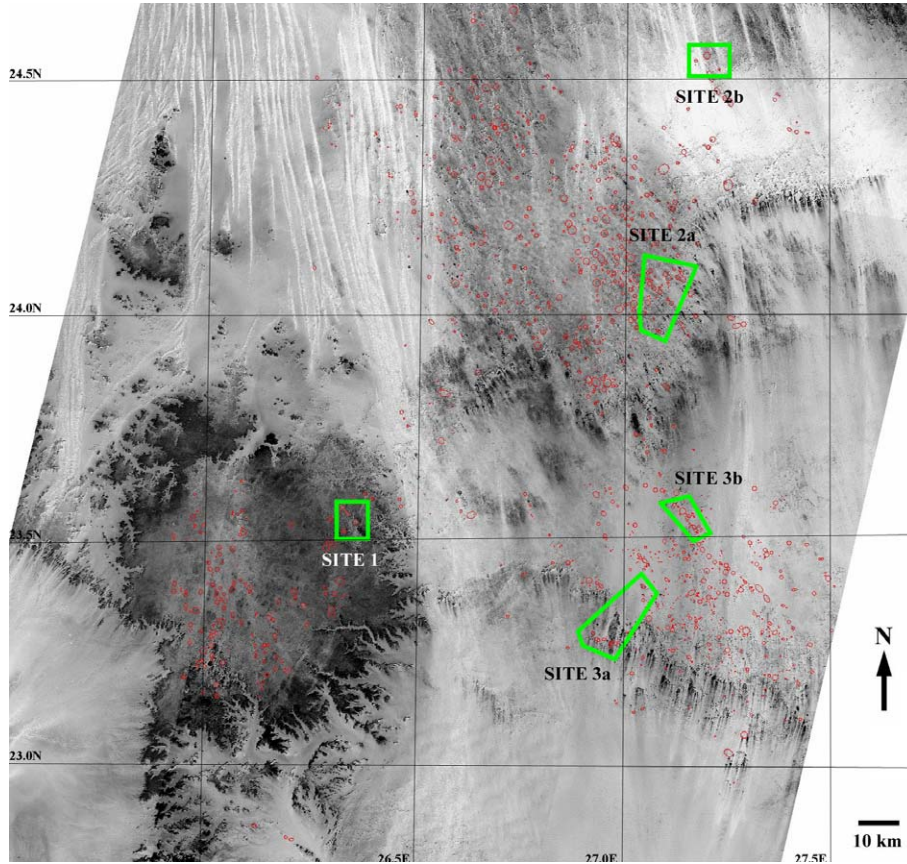 24.5N
SITE 2b
SITE 2a
24.0N
SITE 3b
23.5N
SITE 1
SITE 3a
N
23.0N
10 km
26.5E
27.0E
27.5E